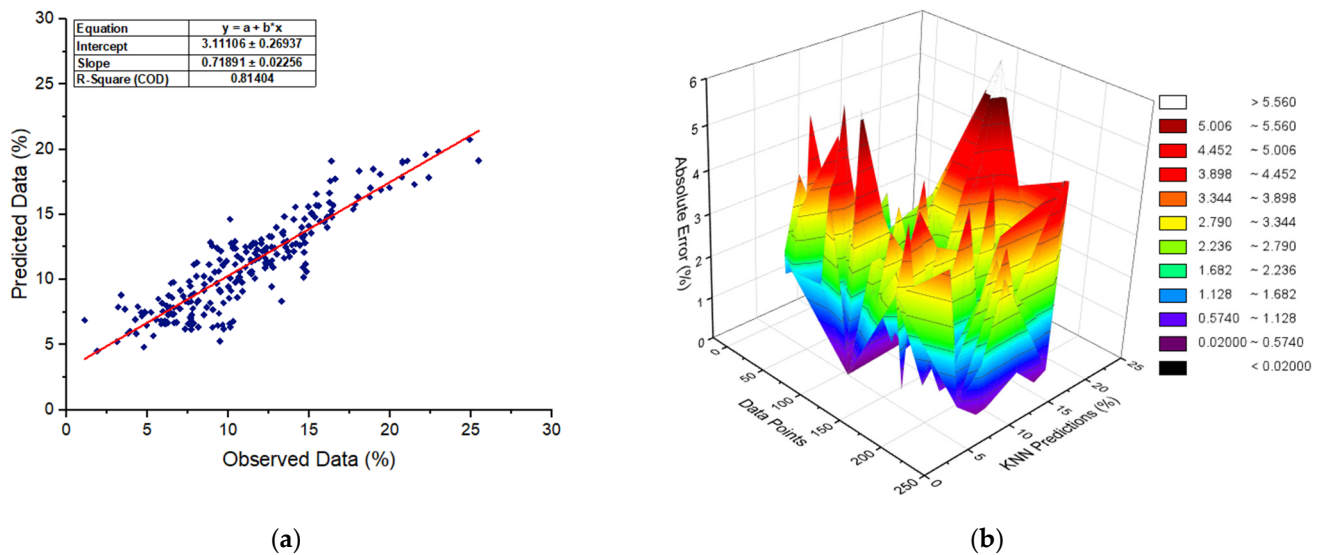 30
25
20
15
10
5
0
Predicted Data (%)
Equation y = a + b*x
Intercept 3.11106 ± 0.26937
Slope 0.71891 ± 0.02256
R-Square (COD) 0.81404
0 5 10 15 20 25 30
Observed Data (%)
(a)
6
5
4
3
2
1
0
Absolute Error (%)
0
50
100
150
200
250
Data Points
0
5
10
15
20
25
KNN Predictions (%)
> 5.560
5.006 ~ 5.560
4.452 ~ 5.006
3.898 ~ 4.452
3.344 ~ 3.898
2.790 ~ 3.344
2.236 ~ 2.790
1.682 ~ 2.236
1.128 ~ 1.682
0.5740 ~ 1.128
0.02000 ~ 0.5740
< 0.02000
(b)